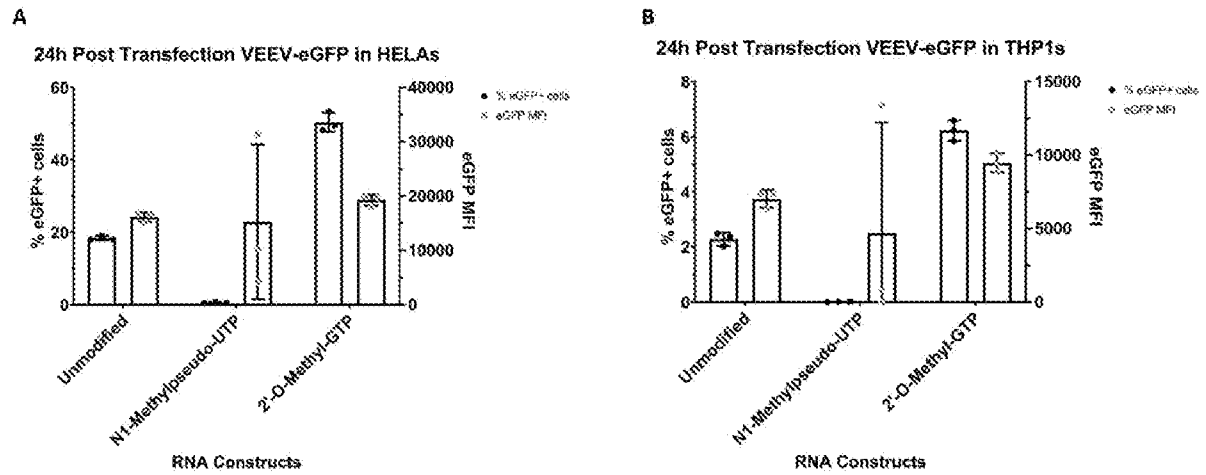 A
24h Post Transfection VEEV-eGFP in HELAs
60
40
20
0
% eGFP+ cells
40000
30000
20000
10000
0
eGFP MFI
% eGFP+ cells
eGFP MFI
Unmodified
N1-Methylpseudo-UTP
2'-O-Methyl-GTP
RNA Constructs
B
24h Post Transfection VEEV-eGFP in THP1s
8
6
4
2
0
% eGFP+ cells
15000
10000
5000
0
eGFP MFI
% eGFP+ cells
eGFP MFI
Unmodified
N1-Methylpseudo-UTP
2'-O-Methyl-GTP
RNA Constructs